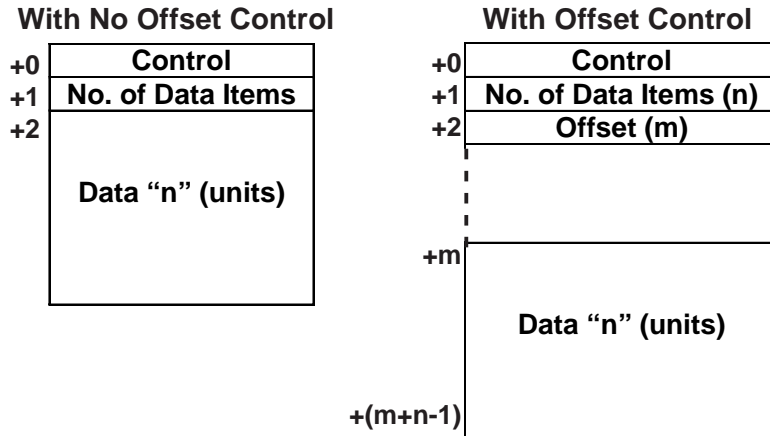 With No Offset Control
+0 Control
+1 No. of Data Items
+2
Data “n” (units)
With Offset Control
+0 Control
+1 No. of Data Items (n)
+2 Offset (m)
+m
Data “n” (units)
+(m+n-1)